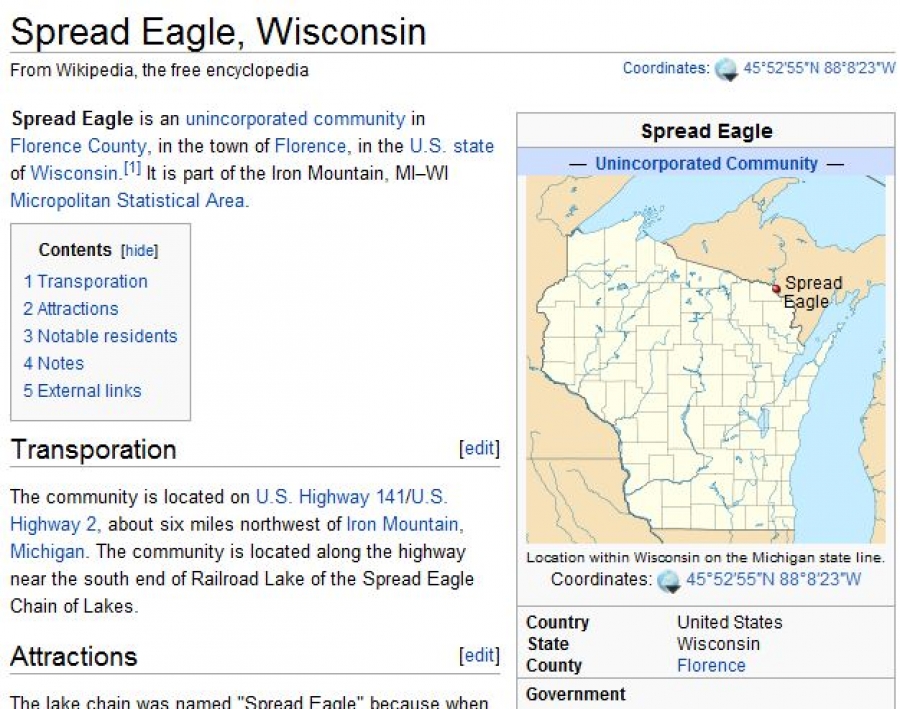 Spread Eagle, Wisconsin
From Wikipedia, the free encyclopedia
Coordinates: 45°52′55″N 88°8′23″W
Spread Eagle is an unincorporated community in
Florence County, in the town of Florence, in the U.S. state
of Wisconsin.[1] It is part of the Iron Mountain, MI–WI
Micropolitan Statistical Area.
Contents [hide]
1 Transporation
2 Attractions
3 Notable residents
4 Notes
5 External links
Transporation [edit]
The community is located on U.S. Highway 141/U.S.
Highway 2, about six miles northwest of Iron Mountain,
Michigan. The community is located along the highway
near the south end of Railroad Lake of the Spread Eagle
Chain of Lakes.
Attractions [edit]
The lake chain was named "Spread Eagle" because when
Spread Eagle
— Unincorporated Community —
Spread
Eagle
Location within Wisconsin on the Michigan state line.
Coordinates: 45°52′55″N 88°8′23″W
Country United States
State Wisconsin
County Florence
Government